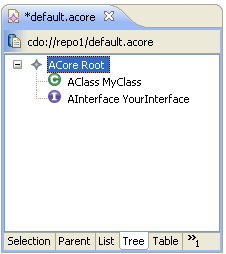 *default.acore
cdo://repo1/default.acore
ACore Root
C AClass MyClass
I AInterface YourInterface
Selection Parent List Tree Table »1